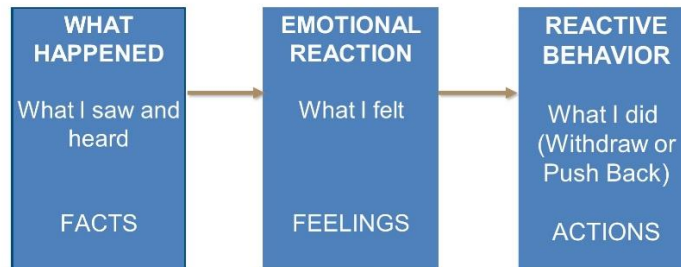 WHAT
HAPPENED
What I saw and
heard
FACTS
EMOTIONAL
REACTION
What I felt
FEELINGS
REACTIVE
BEHAVIOR
What I did
(Withdraw or
Push Back)
ACTIONS